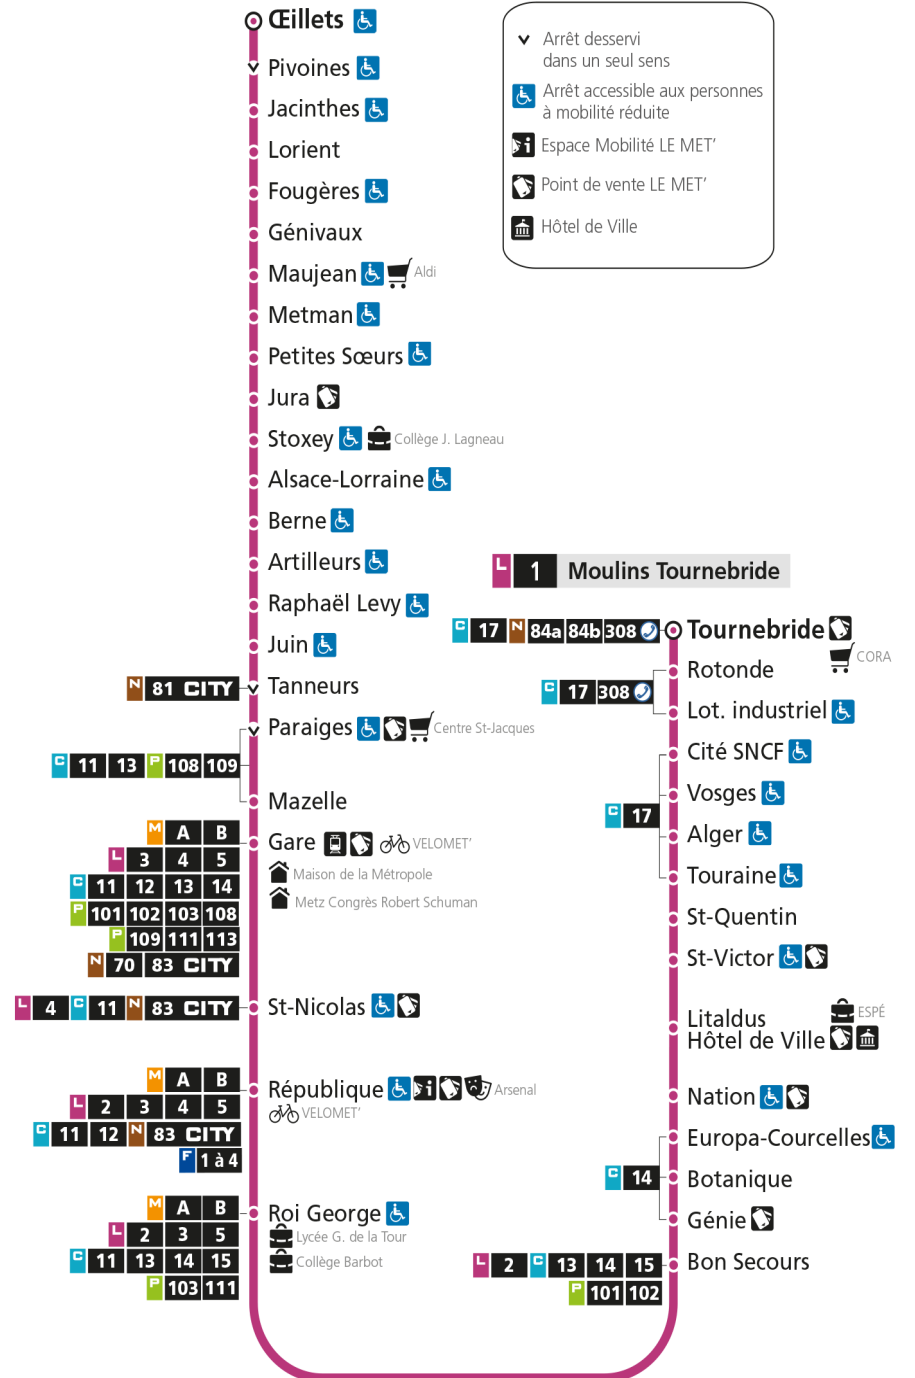 Œillets
Pivoines
Jacinthes
Lorient
Fougères
Génivaux
Maujean Aldi
Metman
Petites Sœurs
Jura
Stoxey Collège J. Lagneau
Alsace-Lorraine
Berne
Artilleurs
Raphaël Levy
Juin
N 81 CITY Tanneurs
Paraiges Centre St-Jacques
C 11 13 P 108 109
Mazelle
M A B
Gare VELOMET'
L 3 4 5
Maison de la Métropole
C 11 12 13 14
Metz Congrès Robert Schuman
P 101 102 103 108
P 109 111 113
N 70 83 CITY
L 4 C 11 N 83 CITY St-Nicolas
M A B
République Arsenal
L 2 3 4 5
VELOMET'
C 11 12 N 83 CITY
F 1 à 4
M A B
Roi George
L 2 3 5
Lycée G. de la Tour
C 11 13 14 15
Collège Barbot
P 103 111
Arrêt desservi
dans un seul sens
Arrêt accessible aux personnes
à mobilité réduite
Espace Mobilité LE MET'
Point de vente LE MET'
Hôtel de Ville
L 1 Moulins Tournebride
C 17 N 84a 84b 308 Tournebride
CORA
Rotonde
C 17 308
Lot. industriel
Cité SNCF
Vosges
C 17
Alger
Touraine
St-Quentin
St-Victor
Litaldus ESPÉ
Hôtel de Ville
Nation
Europa-Courcelles
C 14 Botanique
Génie
L 2 C 13 14 15 Bon Secours
P 101 102